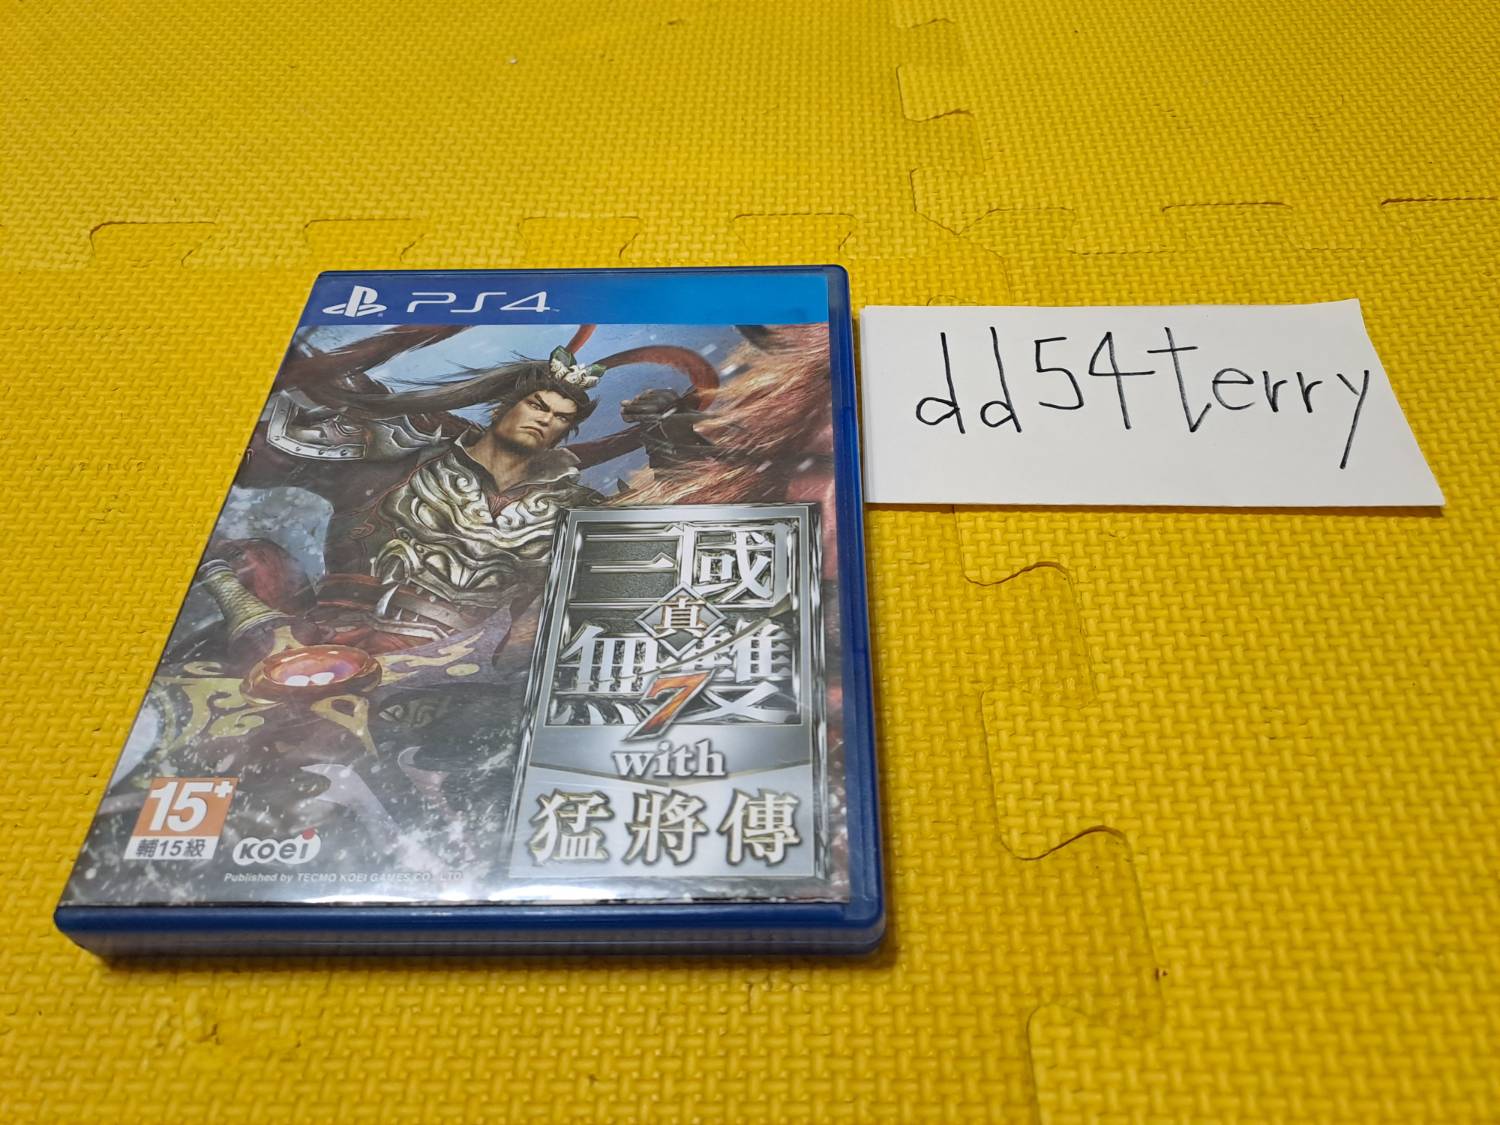 PS4
三國
真
無雙
7
with
猛將傳
15+
輔15級
KOEI
Published by TECMO KOEI GAMES CO., LTD.
dd54terry